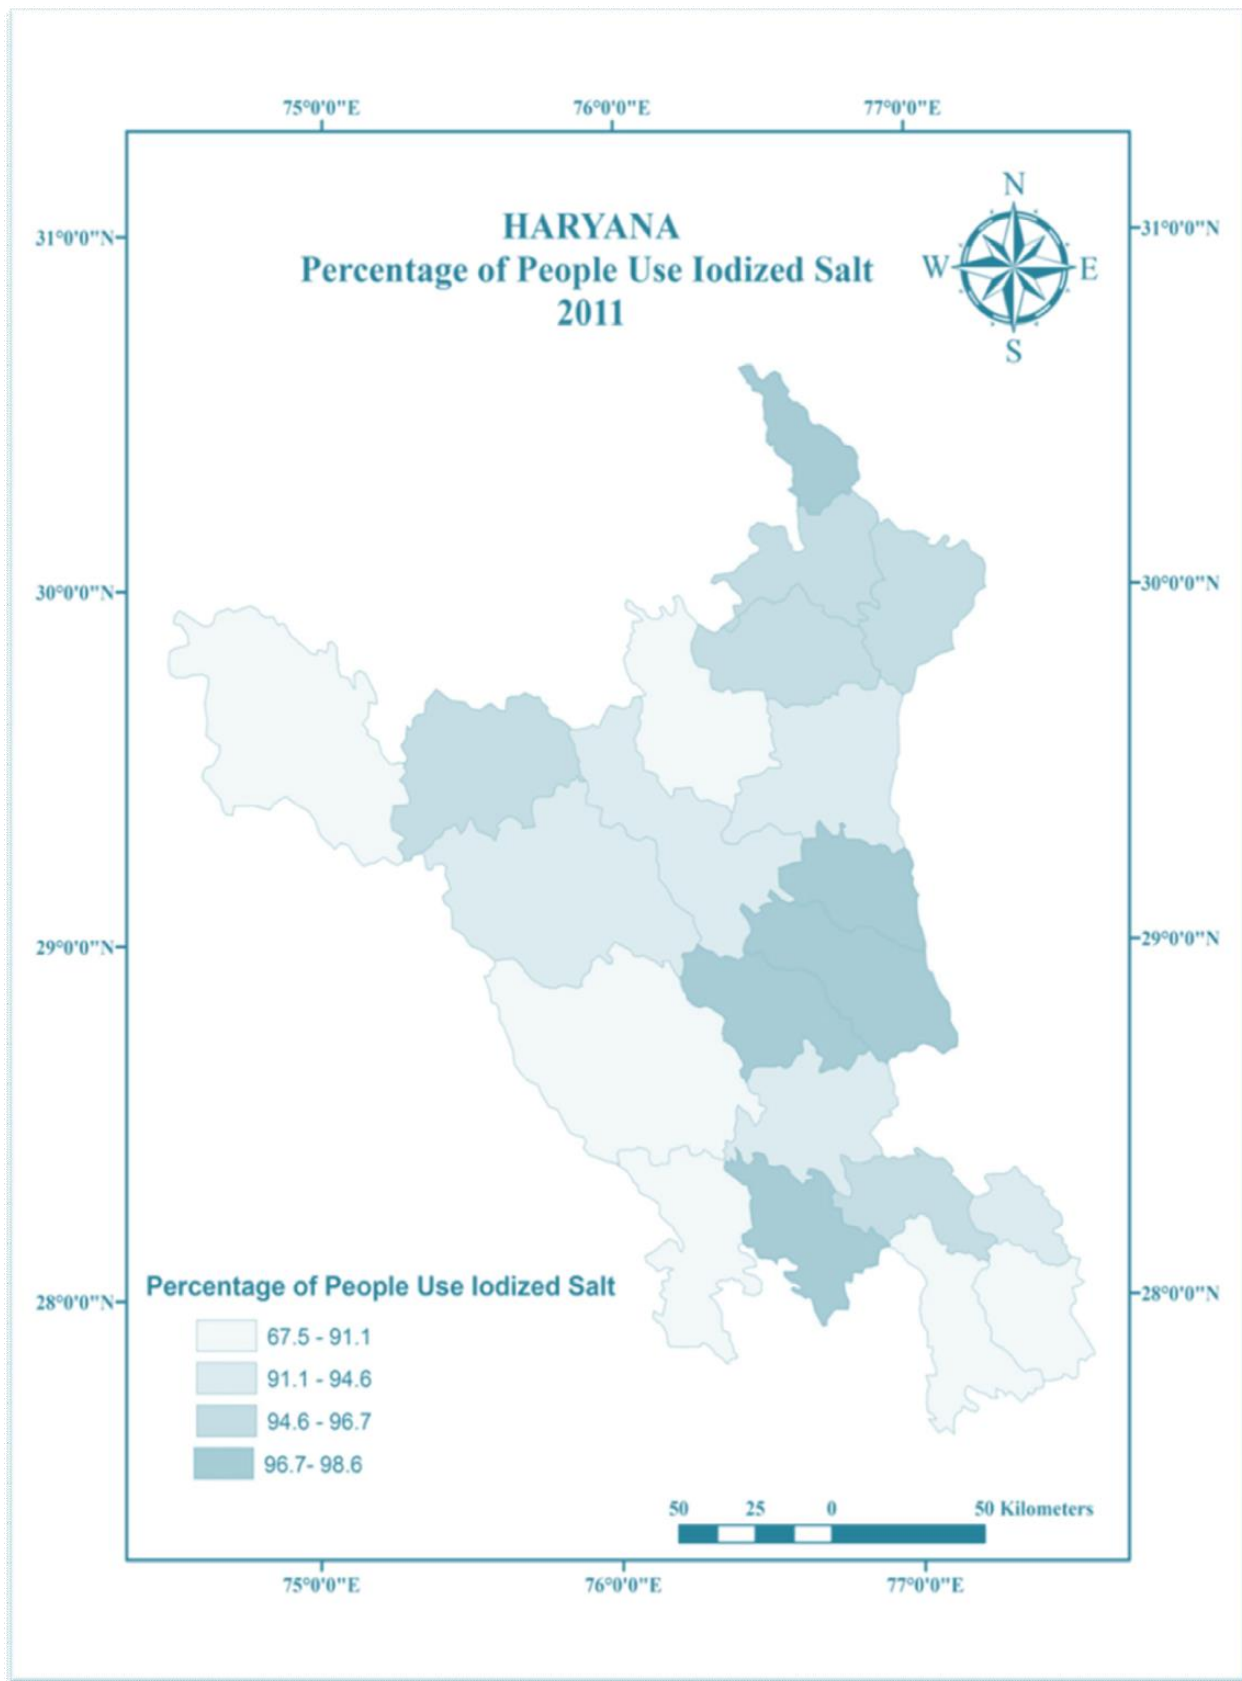 75°0'0"E 76°0'0"E 77°0'0"E
N
HARYANA
31°0'0"N 31°0'0"N
Percentage of People Use Iodized Salt
W E
2011
S
30°0'0"N 30°0'0"N
29°0'0"N 29°0'0"N
Percentage of People Use Iodized Salt
28°0'0"N 28°0'0"N
67.5 - 91.1
91.1 - 94.6
94.6 - 96.7
96.7- 98.6
50 25 0 50 Kilometers
75°0'0"E 76°0'0"E 77°0'0"E